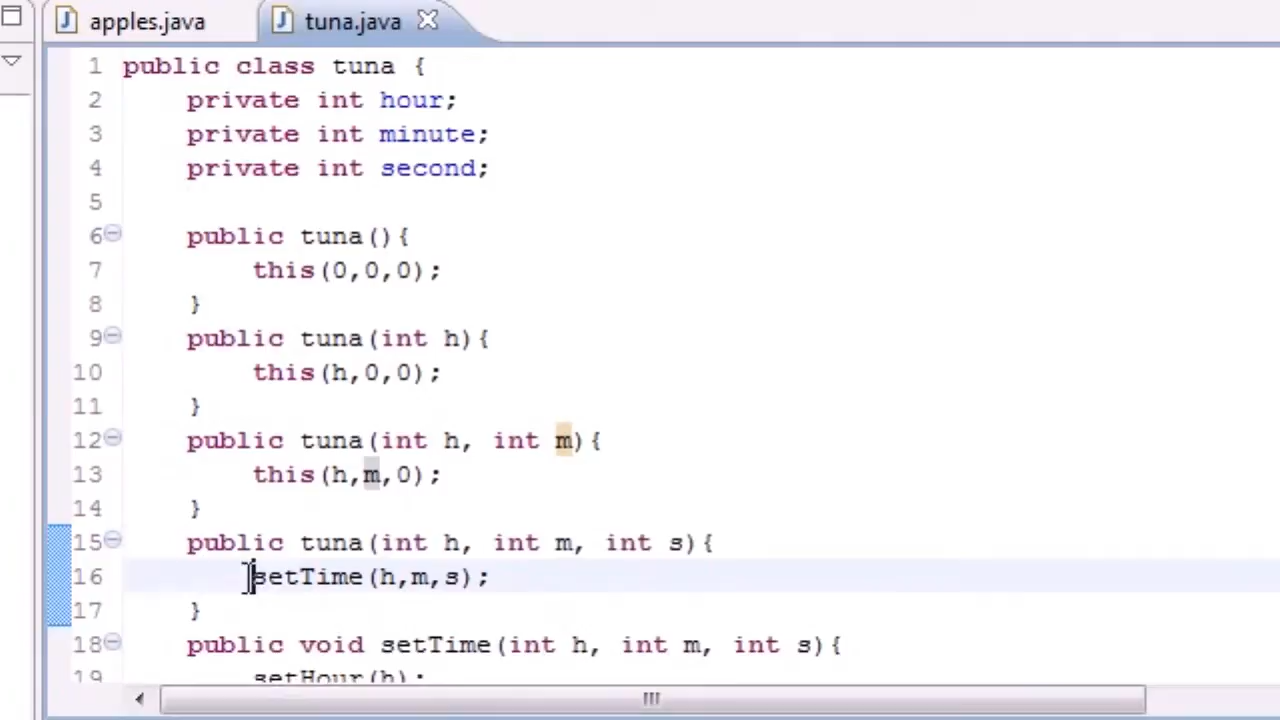 apples.java tuna.java
1 public class tuna {
2 private int hour;
3 private int minute;
4 private int second;
5
6 public tuna(){
7 this(0,0,0);
8 }
9 public tuna(int h){
10 this(h,0,0);
11 }
12 public tuna(int h, int m){
13 this(h,m,0);
14 }
15 public tuna(int h, int m, int s){
16 setTime(h,m,s);
17 }
18 public void setTime(int h, int m, int s){
19 setHour(h);